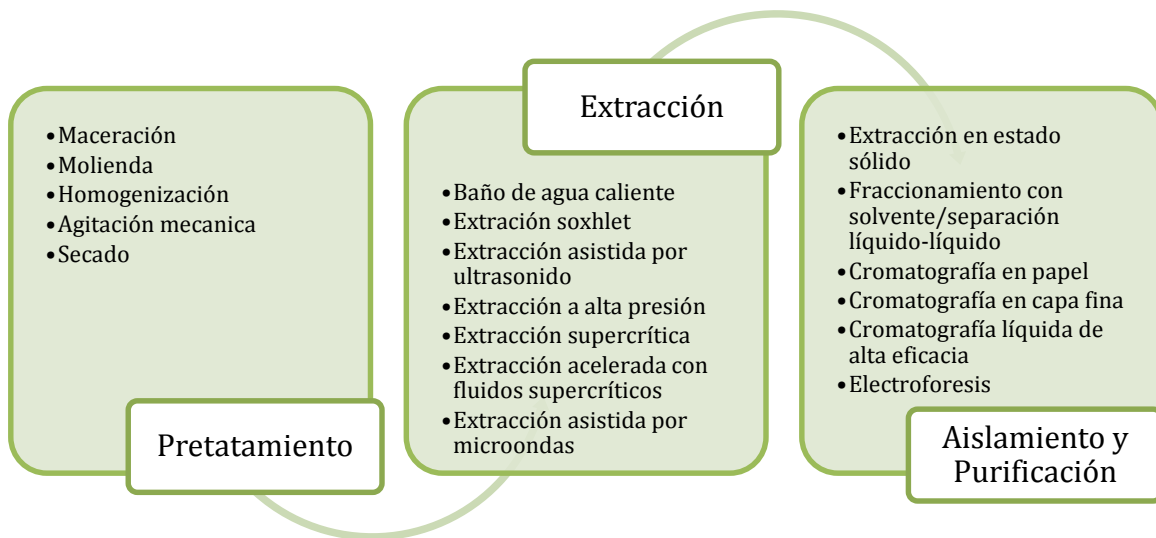 •Maceración
•Molienda
•Homogenización
•Agitación mecanica
•Secado
Pretatamiento
Extracción
•Baño de agua caliente
•Extración soxhlet
•Extracción asistida por
ultrasonido
•Extracción a alta presión
•Extracción supercrítica
•Extracción acelerada con
fluidos supercríticos
•Extracción asistida por
microondas
•Extracción en estado
sólido
•Fraccionamiento con
solvente/separación
líquido-líquido
•Cromatografía en papel
•Cromatografía en capa fina
•Cromatografía líquida de
alta eficacia
•Electroforesis
Aislamiento y
Purificación